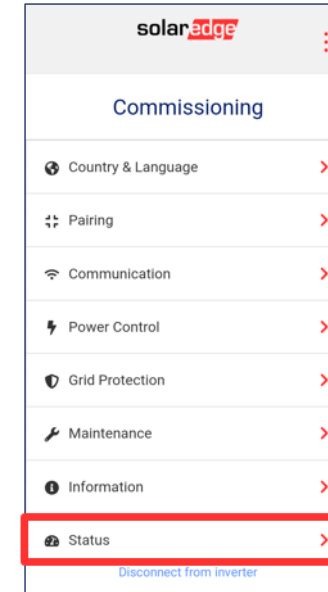 solaredge
Commissioning
Country & Language
Pairing
Communication
Power Control
Grid Protection
Maintenance
Information
Status
Disconnect from inverter